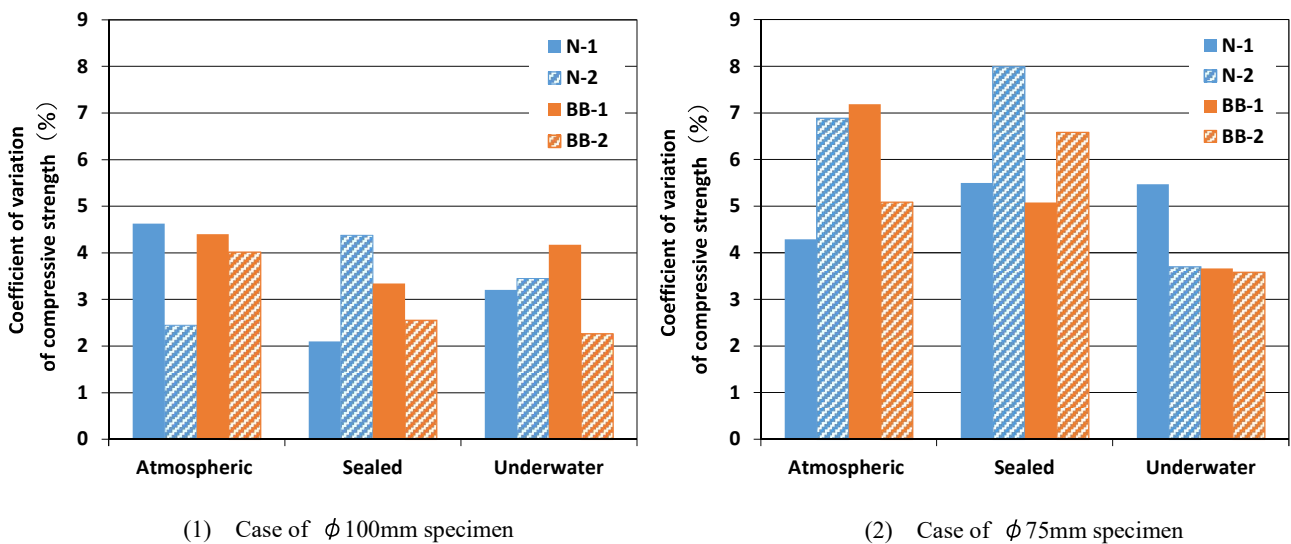 9
8
7
6
5
4
3
2
1
0
Coefficient of variation
of compressive strength (%)
N-1
N-2
BB-1
BB-2
Atmospheric
Sealed
Underwater
(1) Case of φ100mm specimen
9
8
7
6
5
4
3
2
1
0
Coefficient of variation
of compressive strength (%)
N-1
N-2
BB-1
BB-2
Atmospheric
Sealed
Underwater
(2) Case of φ75mm specimen